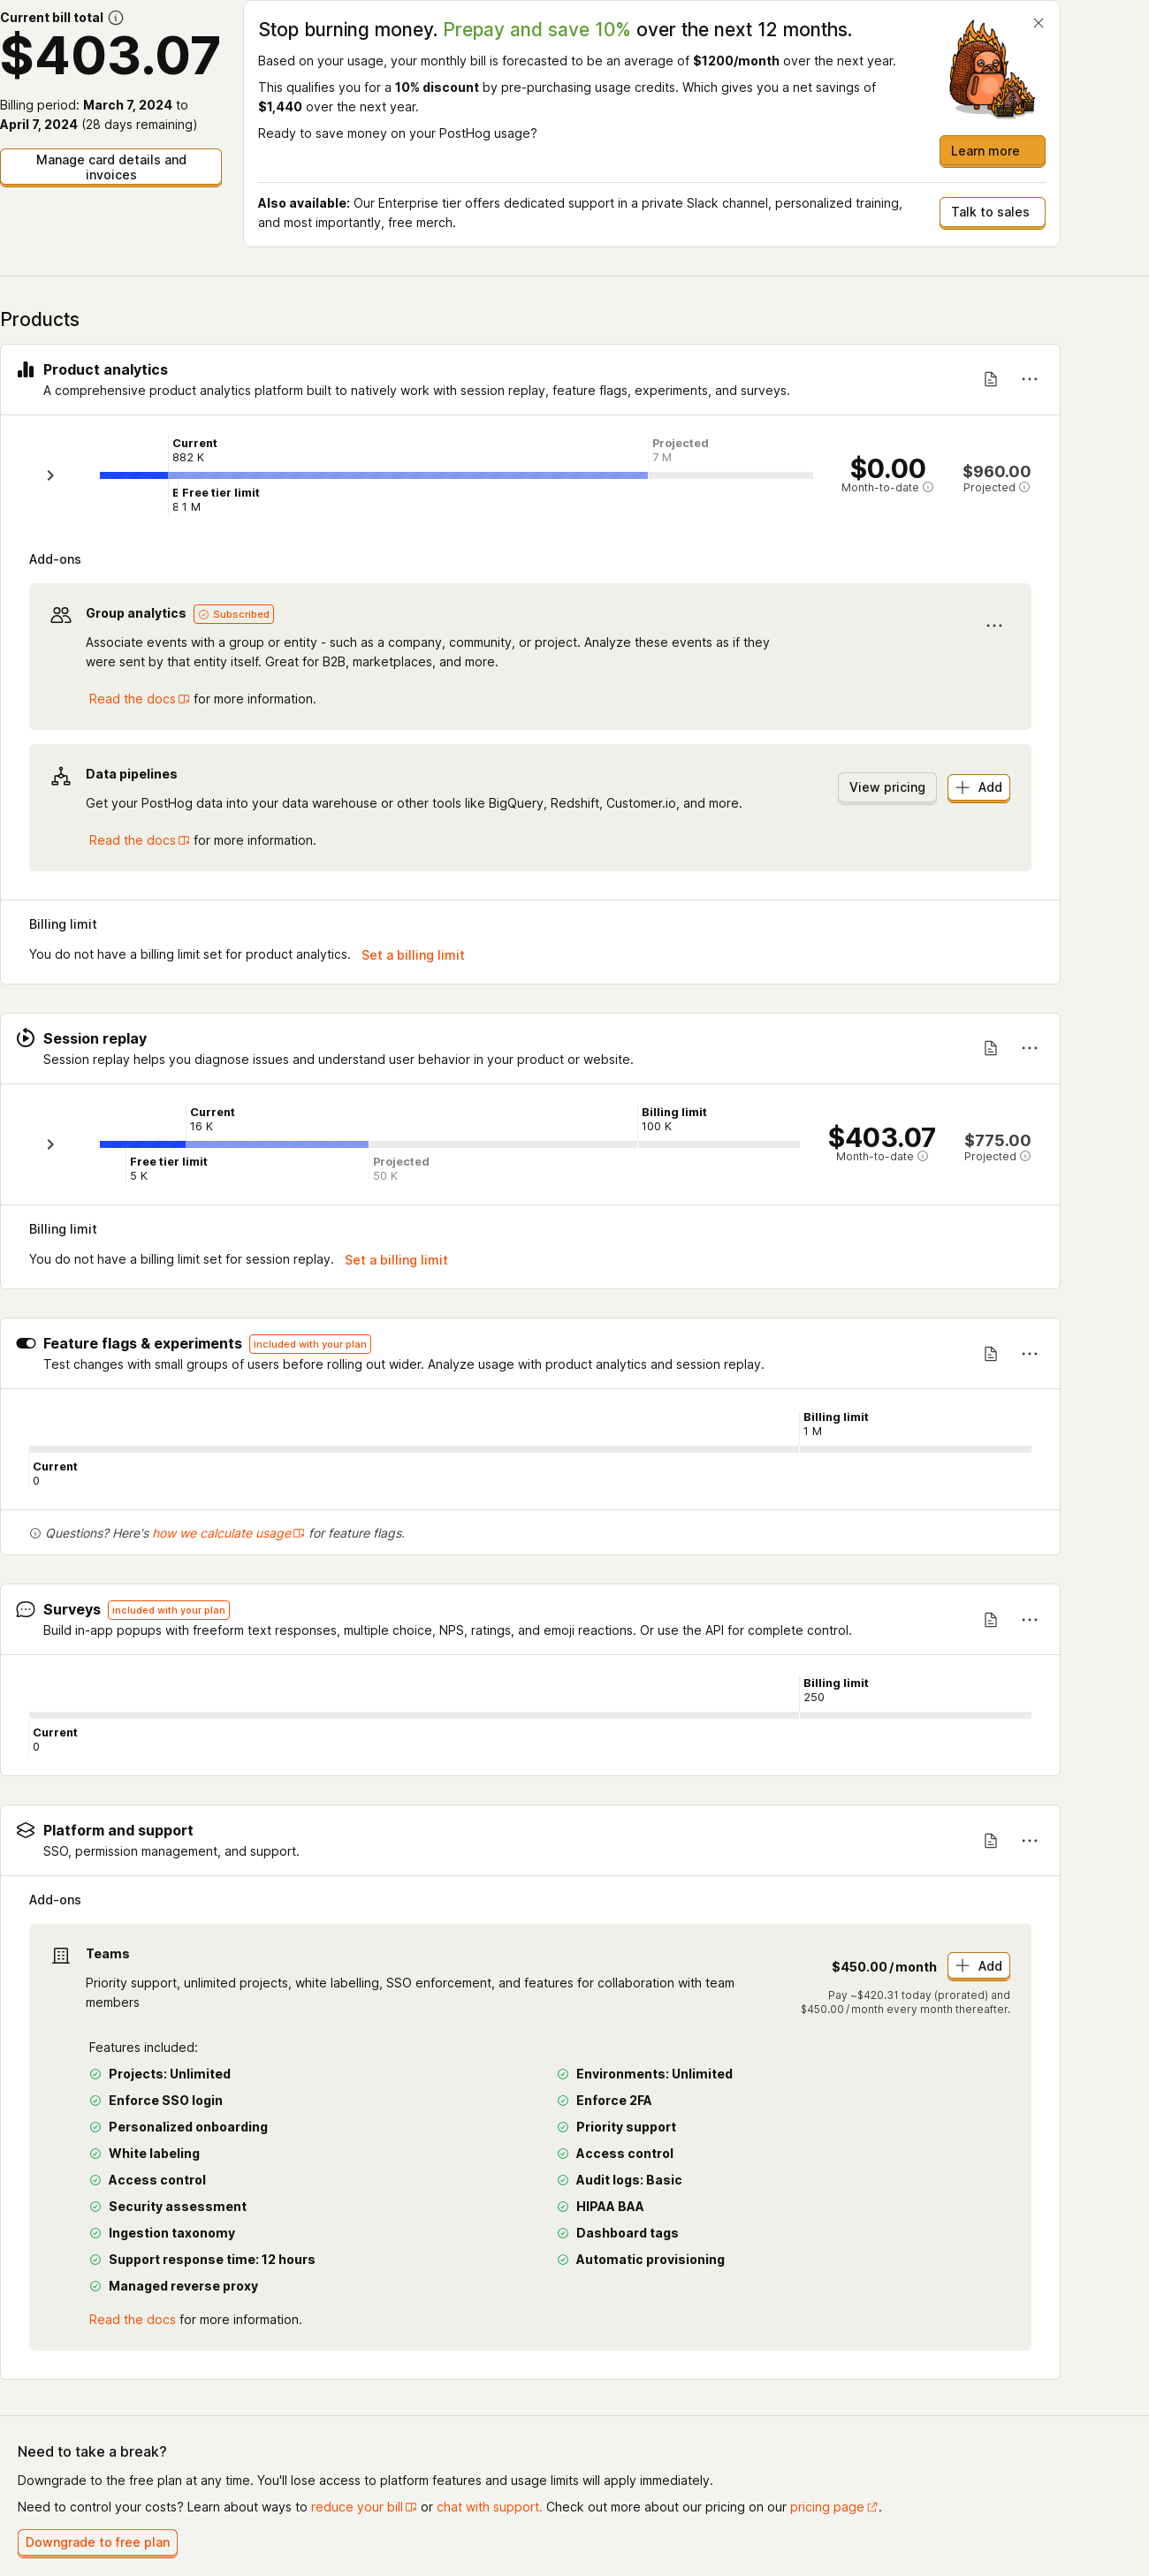 Current bill total
$403.07
Billing period: March 7, 2024 to
April 7, 2024 (28 days remaining)
Manage card details and
invoices
Stop burning money. Prepay and save 10% over the next 12 months.
Based on your usage, your monthly bill is forecasted to be an average of $1200/month over the next year.
This qualifies you for a 10% discount by pre-purchasing usage credits. Which gives you a net savings of
$1,440 over the next year.
Ready to save money on your PostHog usage?
Learn more
Also available: Our Enterprise tier offers dedicated support in a private Slack channel, personalized training,
and most importantly, free merch.
Talk to sales
Products
Product analytics
A comprehensive product analytics platform built to natively work with session replay, feature flags, experiments, and surveys.
Current
882 K
Projected
7 M
Free tier limit
1 M
$0.00
Month-to-date
$960.00
Projected
Add-ons
Group analytics Subscribed
Associate events with a group or entity - such as a company, community, or project. Analyze these events as if they
were sent by that entity itself. Great for B2B, marketplaces, and more.
Read the docs for more information.
Data pipelines
Get your PostHog data into your data warehouse or other tools like BigQuery, Redshift, Customer.io, and more.
View pricing
Add
Read the docs for more information.
Billing limit
You do not have a billing limit set for product analytics. Set a billing limit
Session replay
Session replay helps you diagnose issues and understand user behavior in your product or website.
Current
16 K
Billing limit
100 K
Free tier limit
5 K
Projected
50 K
$403.07
Month-to-date
$775.00
Projected
Billing limit
You do not have a billing limit set for session replay. Set a billing limit
Feature flags & experiments included with your plan
Test changes with small groups of users before rolling out wider. Analyze usage with product analytics and session replay.
Billing limit
1 M
Current
0
Questions? Here's how we calculate usage for feature flags.
Surveys included with your plan
Build in-app popups with freeform text responses, multiple choice, NPS, ratings, and emoji reactions. Or use the API for complete control.
Billing limit
250
Current
0
Platform and support
SSO, permission management, and support.
Add-ons
Teams
Priority support, unlimited projects, white labelling, SSO enforcement, and features for collaboration with team
members
$450.00/month
Add
Pay ~$420.31 today (prorated) and
$450.00/month every month thereafter.
Features included:
Projects: Unlimited
Environments: Unlimited
Enforce SSO login
Enforce 2FA
Personalized onboarding
Priority support
White labeling
Access control
Access control
Audit logs: Basic
Security assessment
HIPAA BAA
Ingestion taxonomy
Dashboard tags
Support response time: 12 hours
Automatic provisioning
Managed reverse proxy
Read the docs for more information.
Need to take a break?
Downgrade to the free plan at any time. You'll lose access to platform features and usage limits will apply immediately.
Need to control your costs? Learn about ways to reduce your bill or chat with support. Check out more about our pricing on our pricing page.
Downgrade to free plan